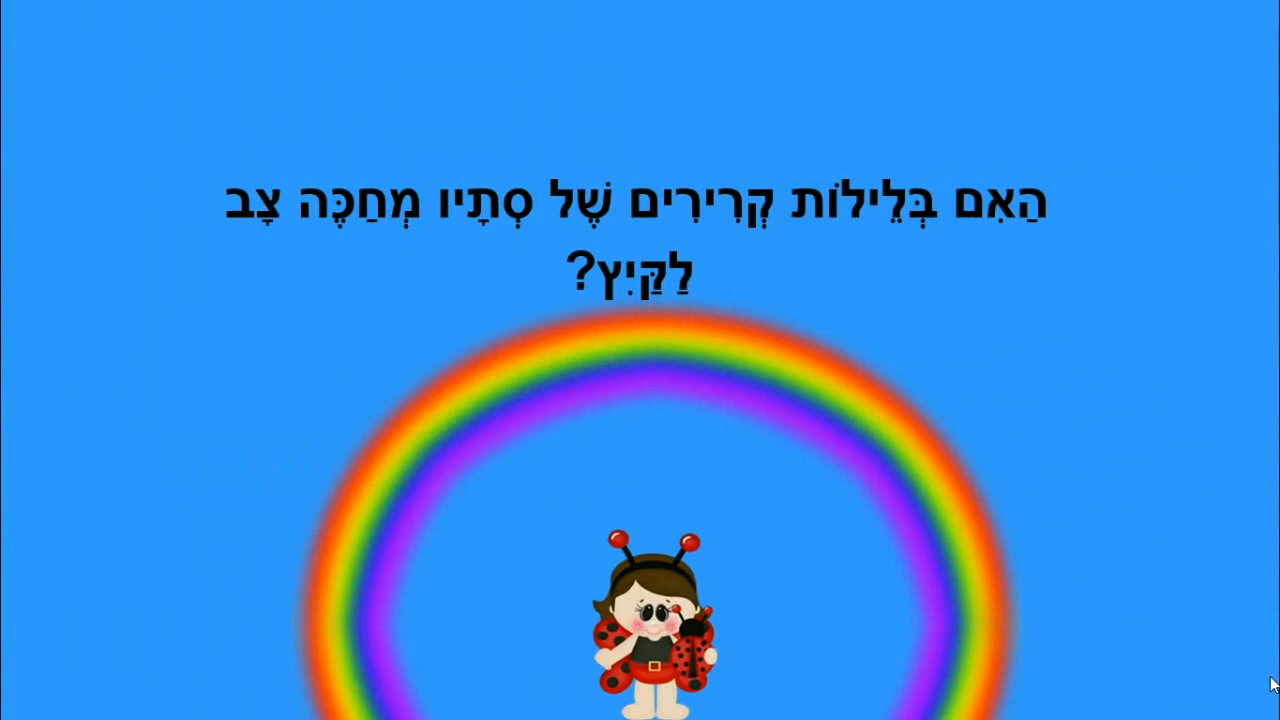 הַאִם בְּלֵילוֹת קְרִירִים שֶׁל סְתָיו מְחַכֶּה צָב
לַקַּיִץ?